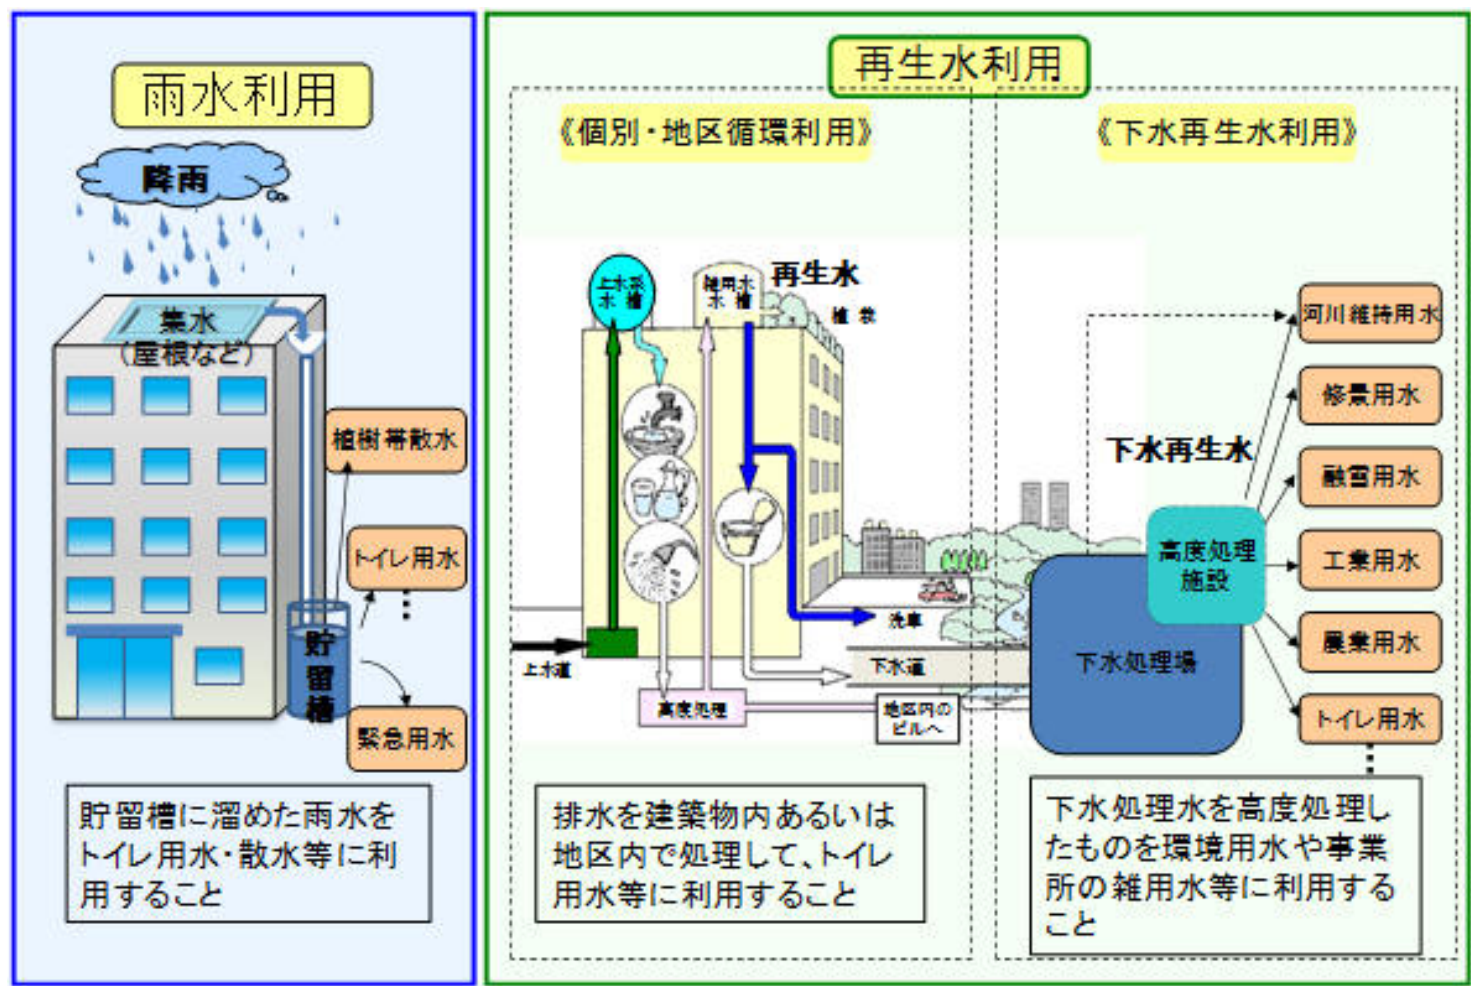 雨水利用
降雨
集水
(屋根など)
植樹帯散水
トイレ用水
貯留槽
緊急用水
貯留槽に溜めた雨水を
トイレ用水・散水等に利
用すること
再生水利用
《個別・地区循環利用》
上水系
水槽
雑用水
水槽
再生水
植栽
洗車
上水道
下水道
高度処理
地区内の
ビルへ
排水を建築物内あるいは
地区内で処理して、トイレ
用水等に利用すること
《下水再生水利用》
下水再生水
高度処理
施設
下水処理場
河川維持用水
修景用水
融雪用水
工業用水
農業用水
トイレ用水
下水処理水を高度処理し
たものを環境用水や事業
所の雑用水等に利用する
こと